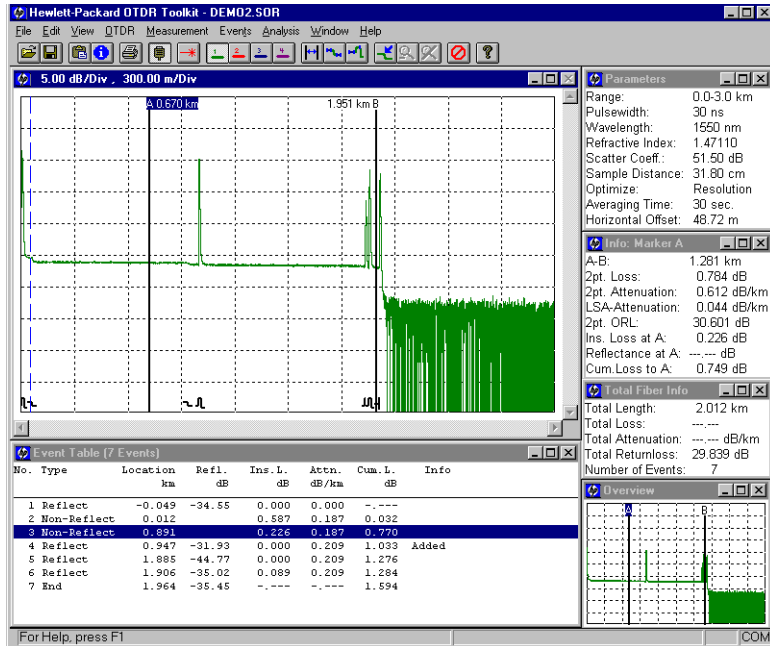 Hewlett-Packard OTDR Toolkit - DEMO2.SOR
File Edit View OTDR Measurement Events Analysis Window Help
1 2 3 4
5.00 dB/Div , 300.00 m/Div
A 0.670 km 1.951 km B
Parameters
Range: 0.0-3.0 km
Pulsewidth: 30 ns
Wavelength: 1550 nm
Refractive Index: 1.47110
Scatter Coeff.: 51.50 dB
Sample Distance: 31.80 cm
Optimize: Resolution
Averaging Time: 30 sec.
Horizontal Offset: 48.72 m
Info: Marker A
A-B: 1.281 km
2pt. Loss: 0.784 dB
2pt. Attenuation: 0.612 dB/km
LSA-Attenuation: 0.044 dB/km
2pt. ORL: 30.601 dB
Ins. Loss at A: 0.226 dB
Reflectance at A: ---.--- dB
Cum.Loss to A: 0.749 dB
Total Fiber Info
Total Length: 2.012 km
Total Loss: ---.---
Total Attenuation: ---.--- dB/km
Total Returnloss: 29.839 dB
Number of Events: 7
Event Table (7 Events)
No. Type Location Refl. Ins.L. Attn. Cum.L. Info
km dB dB dB/km dB
1 Reflect -0.049 -34.55 0.000 0.000 -.---
2 Non-Reflect 0.012 0.587 0.187 0.032
3 Non-Reflect 0.891 0.226 0.187 0.770
4 Reflect 0.947 -31.93 0.000 0.209 1.033 Added
5 Reflect 1.885 -44.77 0.000 0.209 1.276
6 Reflect 1.906 -35.02 0.089 0.209 1.284
7 End 1.964 -35.45 -.--- -.--- 1.594
Overview
A B
For Help, press F1
COM